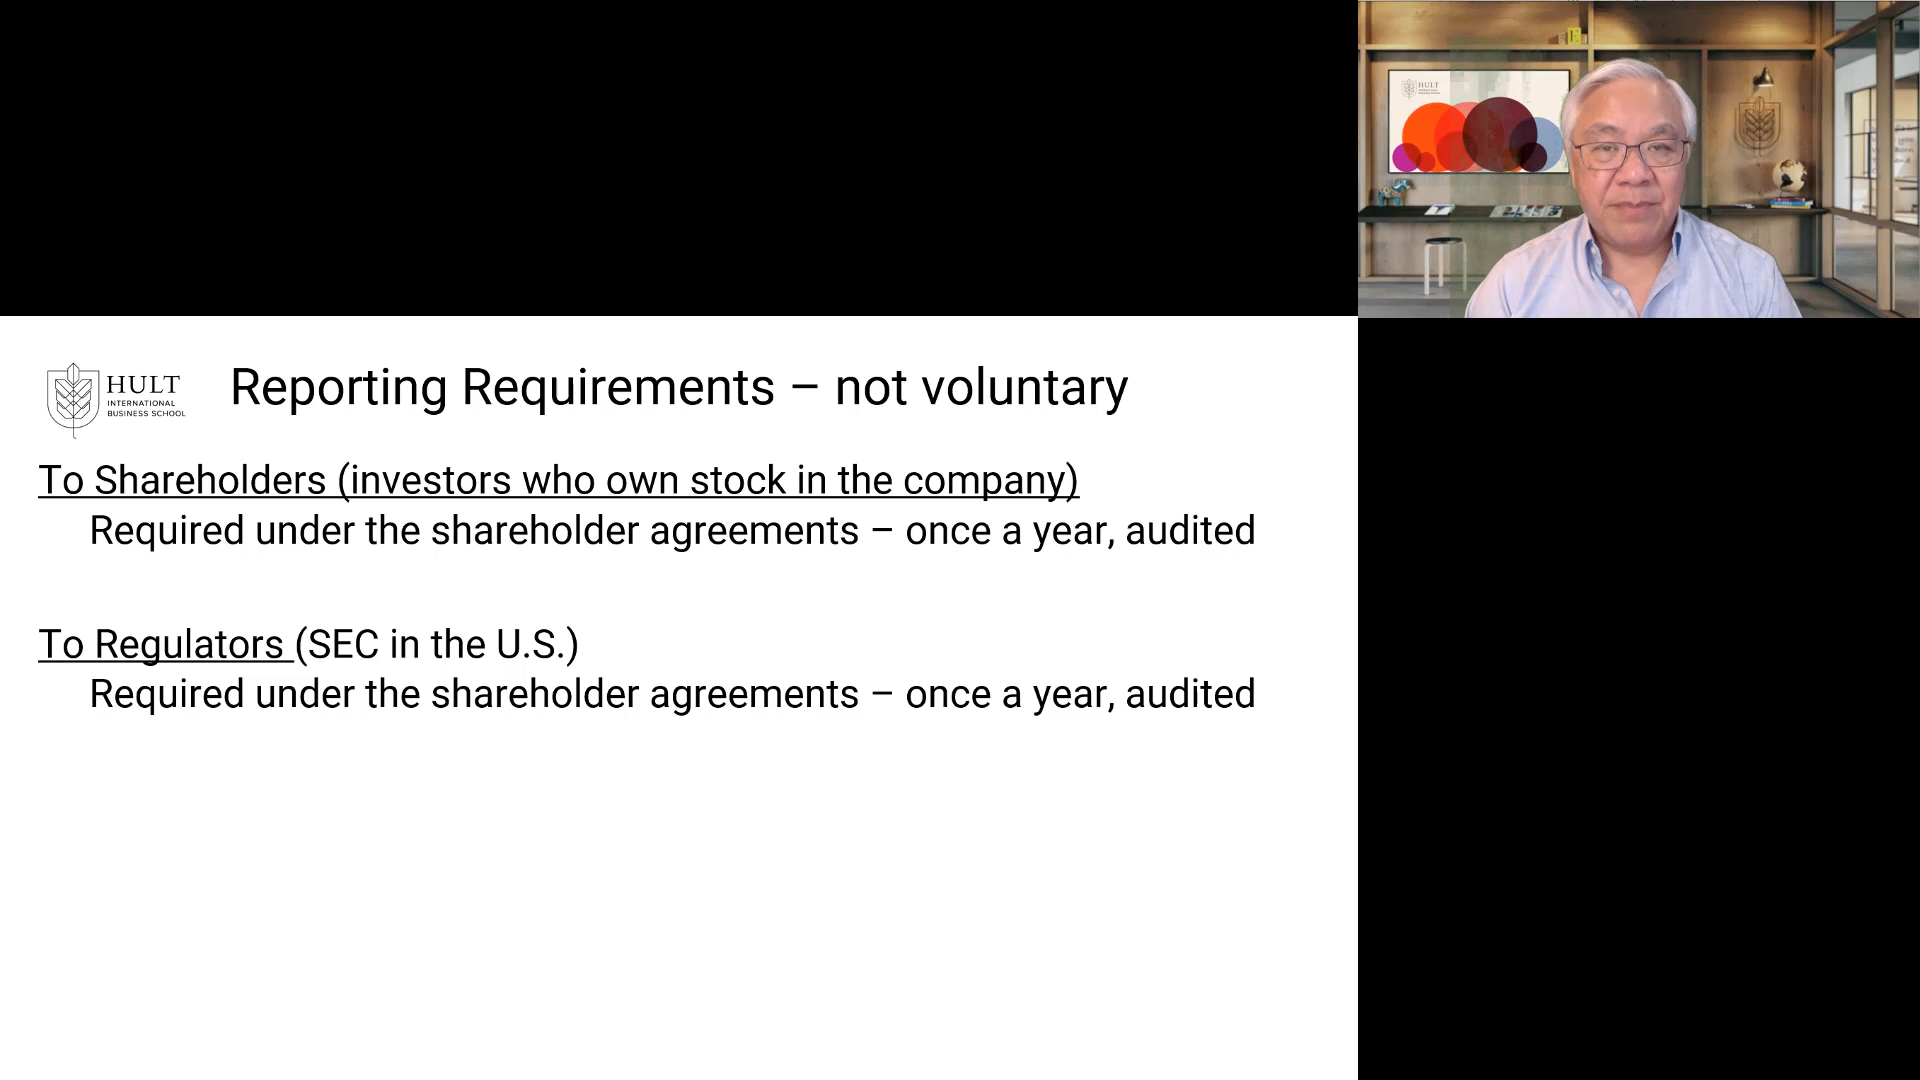 HULT
HULT
INTERNATIONAL
BUSINESS SCHOOL
Reporting Requirements – not voluntary
To Shareholders (investors who own stock in the company)
Required under the shareholder agreements – once a year, audited
To Regulators (SEC in the U.S.)
Required under the shareholder agreements – once a year, audited